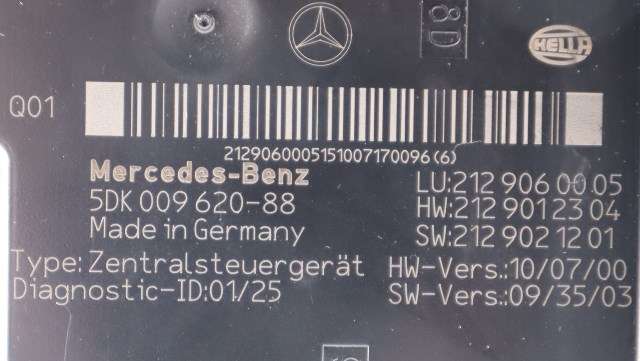 8D
HELLA
Q01
2129060005151007170096(6)
Mercedes-Benz
5DK 009 620-88
Made in Germany
LU:212 906 00 05
HW:212 901 23 04
SW:212 902 12 01
Type: Zentralsteuergerät
Diagnostic-ID:01/25
HW-Vers.:10/07/00
SW-Vers.:09/35/03